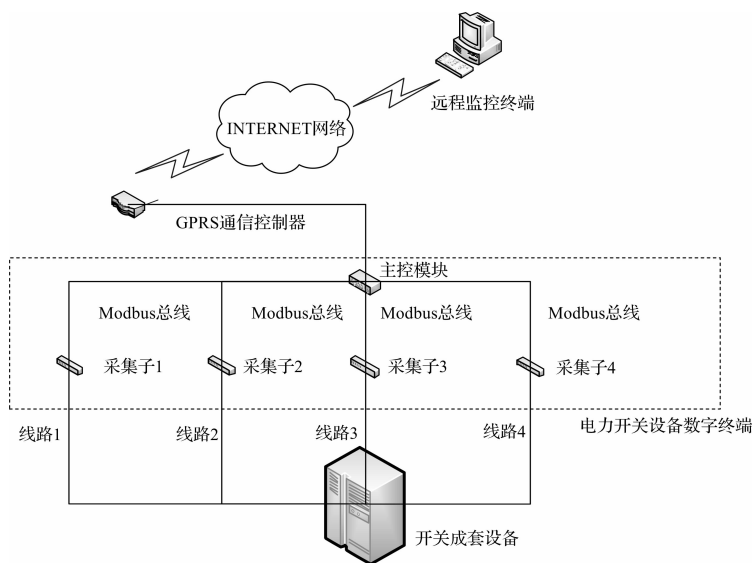 远程监控终端
INTERNET网络
GPRS通信控制器
主控模块
Modbus总线
Modbus总线
Modbus总线
Modbus总线
采集子1
采集子2
采集子3
采集子4
线路1
线路2
线路3
线路4
电力开关设备数字终端
开关成套设备